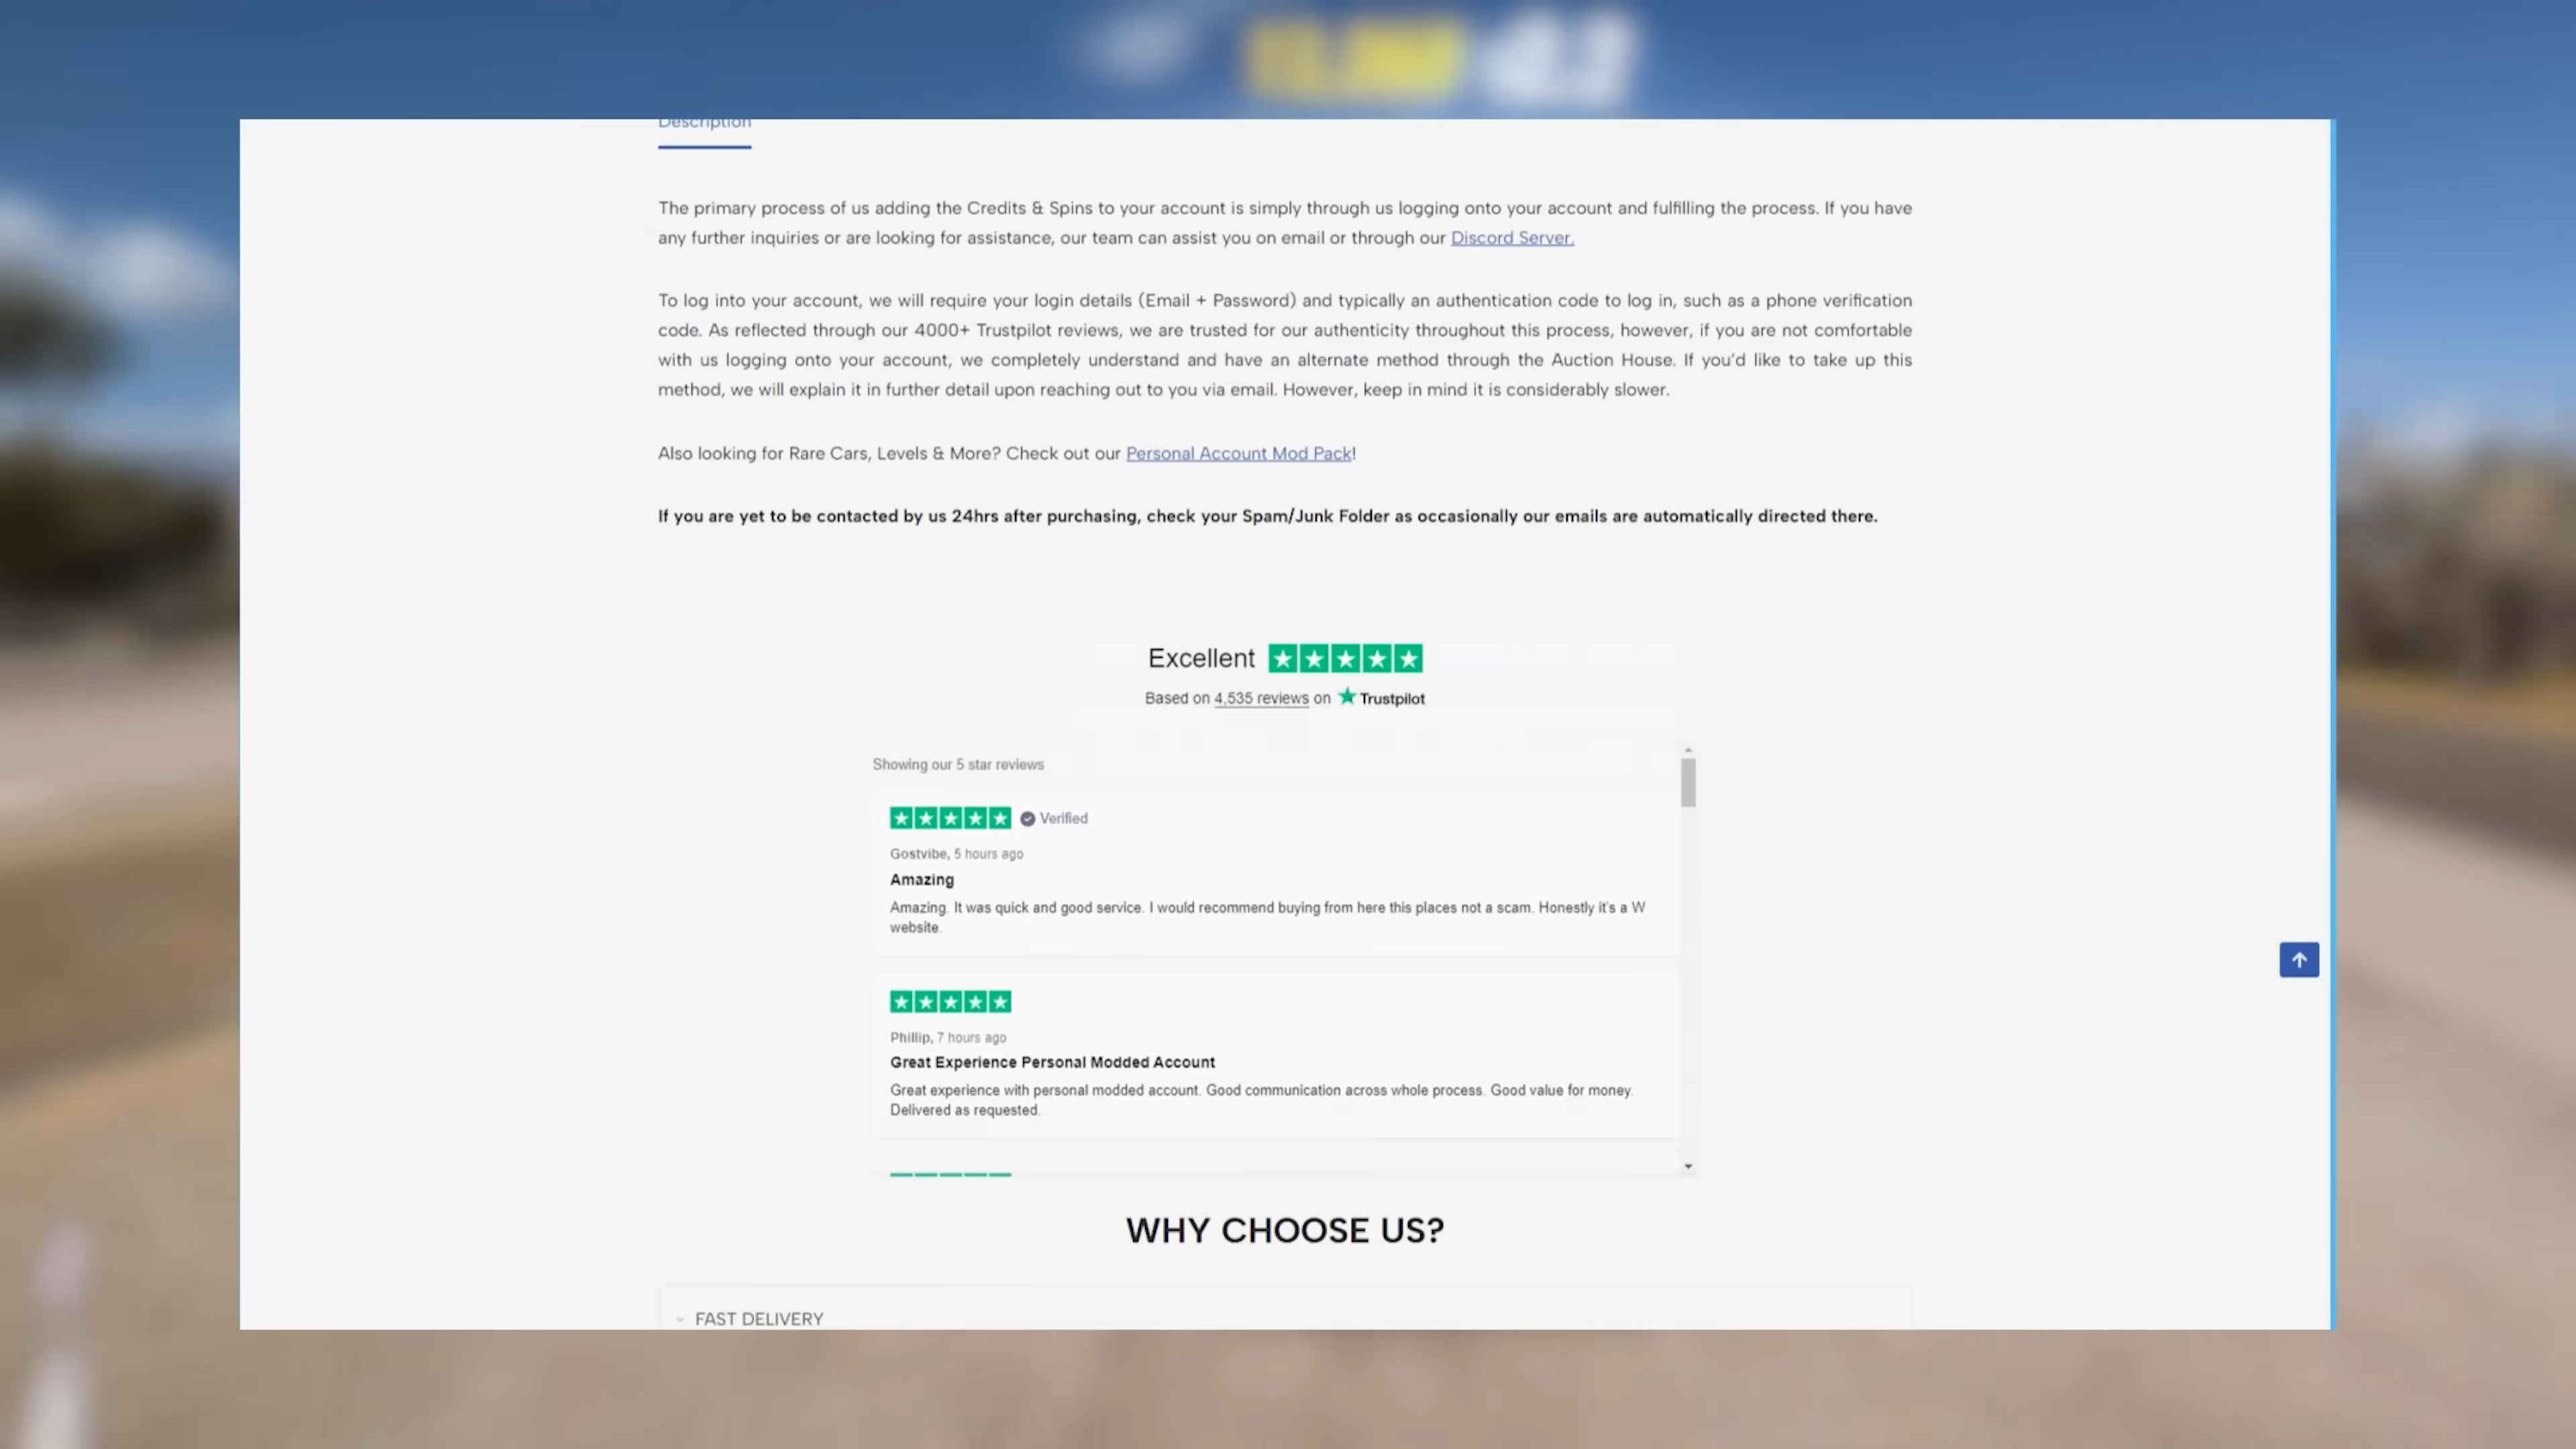 Description
The primary process of us adding the Credits & Spins to your account is simply through us logging onto your account and fulfilling the process. If you have
any further inquiries or are looking for assistance, our team can assist you on email or through our Discord Server.
To log into your account, we will require your login details (Email + Password) and typically an authentication code to log in, such as a phone verification
code. As reflected through our 4000+ Trustpilot reviews, we are trusted for our authenticity throughout this process, however, if you are not comfortable
with us logging onto your account, we completely understand and have an alternate method through the Auction House. If you'd like to take up this
method, we will explain it in further detail upon reaching out to you via email. However, keep in mind it is considerably slower.
Also looking for Rare Cars, Levels & More? Check out our Personal Account Mod Pack!
If you are yet to be contacted by us 24hrs after purchasing, check your Spam/Junk Folder as occasionally our emails are automatically directed there.
Excellent
Based on 4,535 reviews on Trustpilot
Showing our 5 star reviews
Verified
Gostvibe, 5 hours ago
Amazing
Amazing. It was quick and good service. I would recommend buying from here this places not a scam. Honestly it's a W
website.
Phillip, 7 hours ago
Great Experience Personal Modded Account
Great experience with personal modded account. Good communication across whole process. Good value for money.
Delivered as requested.
WHY CHOOSE US?
FAST DELIVERY